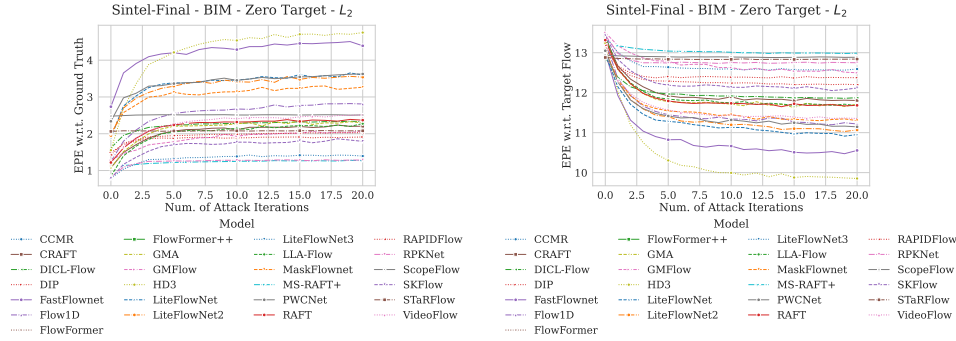 Sintel-Final - BIM - Zero Target - L2
EPE w.r.t. Ground Truth
4
3
2
1
0.0 2.5 5.0 7.5 10.0 12.5 15.0 17.5 20.0
Num. of Attack Iterations
Model
CCMR FlowFormer++ LiteFlowNet3 RAPIDFlow
CRAFT GMA LLA-Flow RPKNet
DICL-Flow GMFlow MaskFlownet ScopeFlow
DIP HD3 MS-RAFT+ SKFlow
FastFlownet LiteFlowNet PWCNet STaRFlow
Flow1D LiteFlowNet2 RAFT VideoFlow
FlowFormer
Sintel-Final - BIM - Zero Target - L2
EPE w.r.t. Target Flow
13
12
11
10
0.0 2.5 5.0 7.5 10.0 12.5 15.0 17.5 20.0
Num. of Attack Iterations
Model
CCMR FlowFormer++ LiteFlowNet3 RAPIDFlow
CRAFT GMA LLA-Flow RPKNet
DICL-Flow GMFlow MaskFlownet ScopeFlow
DIP HD3 MS-RAFT+ SKFlow
FastFlownet LiteFlowNet PWCNet STaRFlow
Flow1D LiteFlowNet2 RAFT VideoFlow
FlowFormer